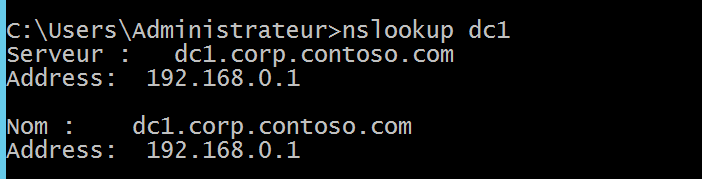 C:\Users\Administrateur>nslookup dc1
Serveur :   dc1.corp.contoso.com
Address:  192.168.0.1
Nom :    dc1.corp.contoso.com
Address:  192.168.0.1